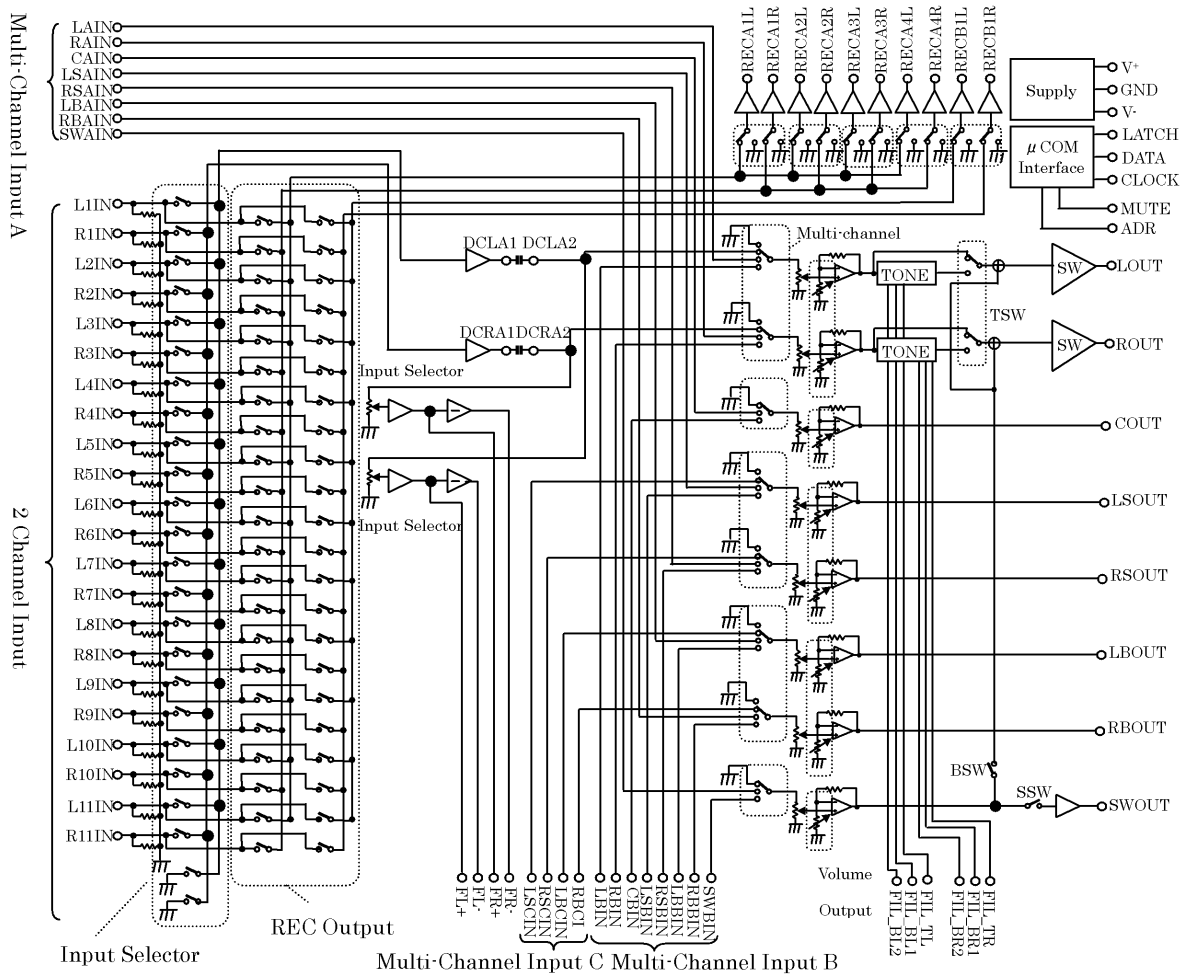 Multi-Channel Input A
LAIN
RAIN
CAIN
LSAIN
RSAIN
LBAIN
RBAIN
SWAIN
RECA1L
RECA1R
RECA2L
RECA2R
RECA3L
RECA3R
RECA4L
RECA4R
RECB1L
RECB1R
Supply
V+
GND
V-
μ COM
Interface
LATCH
DATA
CLOCK
MUTE
ADR
2 Channel Input
L1IN
R1IN
L2IN
R2IN
L3IN
R3IN
L4IN
R4IN
L5IN
R5IN
L6IN
R6IN
L7IN
R7IN
L8IN
R8IN
L9IN
R9IN
L10IN
R10IN
L11IN
R11IN
DCLA1 DCLA2
DCRA1DCRA2
Input Selector
Input Selector
Multi-channel
TONE
TONE
TSW
SW
SW
LOUT
ROUT
COUT
LSOUT
RSOUT
LBOUT
RBOUT
BSW
SSW
SWOUT
Volume
Output
FIL_BL2
FIL_BL1
FIL_TL
FIL_BR2
FIL_BR1
FIL_TR
FL+
FL-
FR+
FR-
LSCIN
RSCIN
LBCIN
RBCI
LBIN
RBIN
CBIN
LSBIN
RSBIN
LBBIN
RBBIN
SWBIN
REC Output
Input Selector
Multi-Channel Input C Multi-Channel Input B